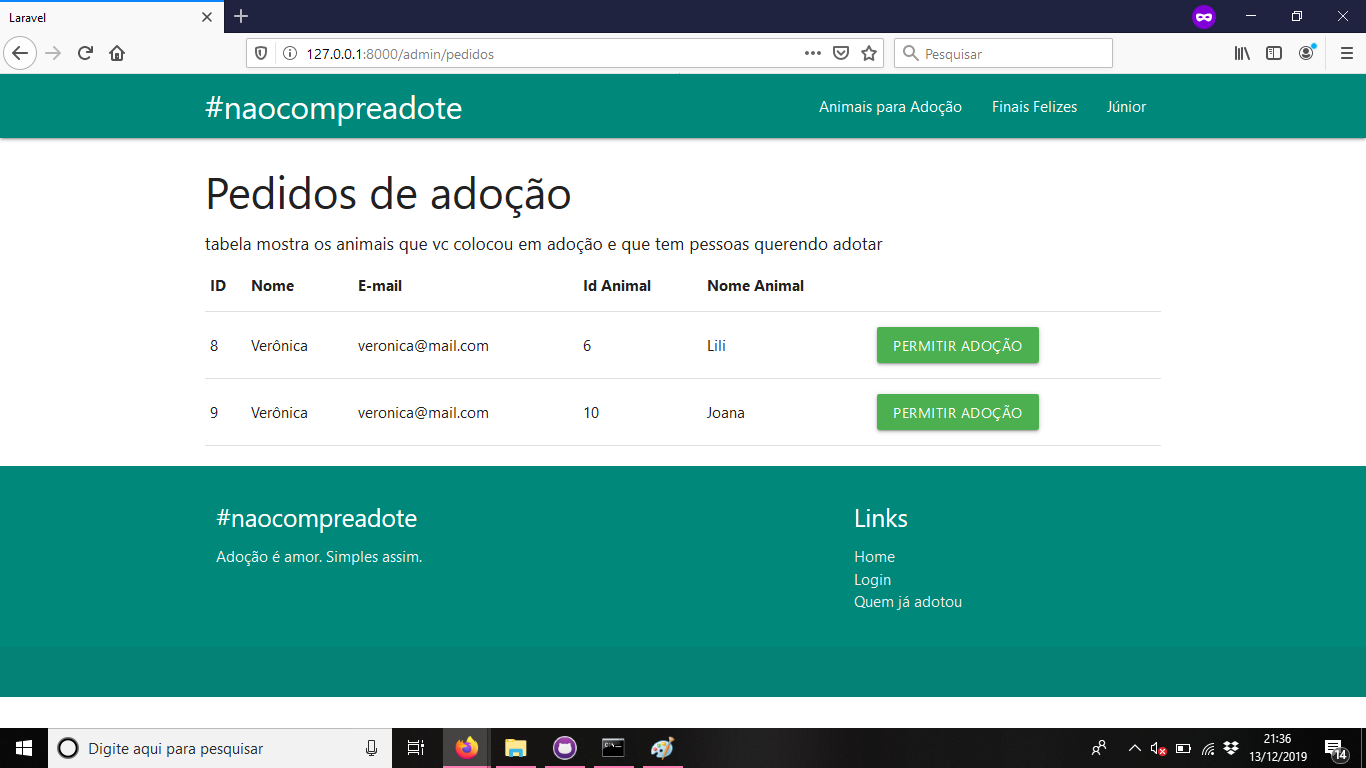 Laravel
127.0.0.1:8000/admin/pedidos
Pesquisar
#naocompreadote
Animais para Adoção
Finais Felizes
Júnior
Pedidos de adoção
tabela mostra os animais que vc colocou em adoção e que tem pessoas querendo adotar
ID Nome E-mail Id Animal Nome Animal
8 Verônica veronica@mail.com 6 Lili PERMITIR ADOÇÃO
9 Verônica veronica@mail.com 10 Joana PERMITIR ADOÇÃO
#naocompreadote
Adoção é amor. Simples assim.
Links
Home
Login
Quem já adotou
Digite aqui para pesquisar
21:36
13/12/2019
14